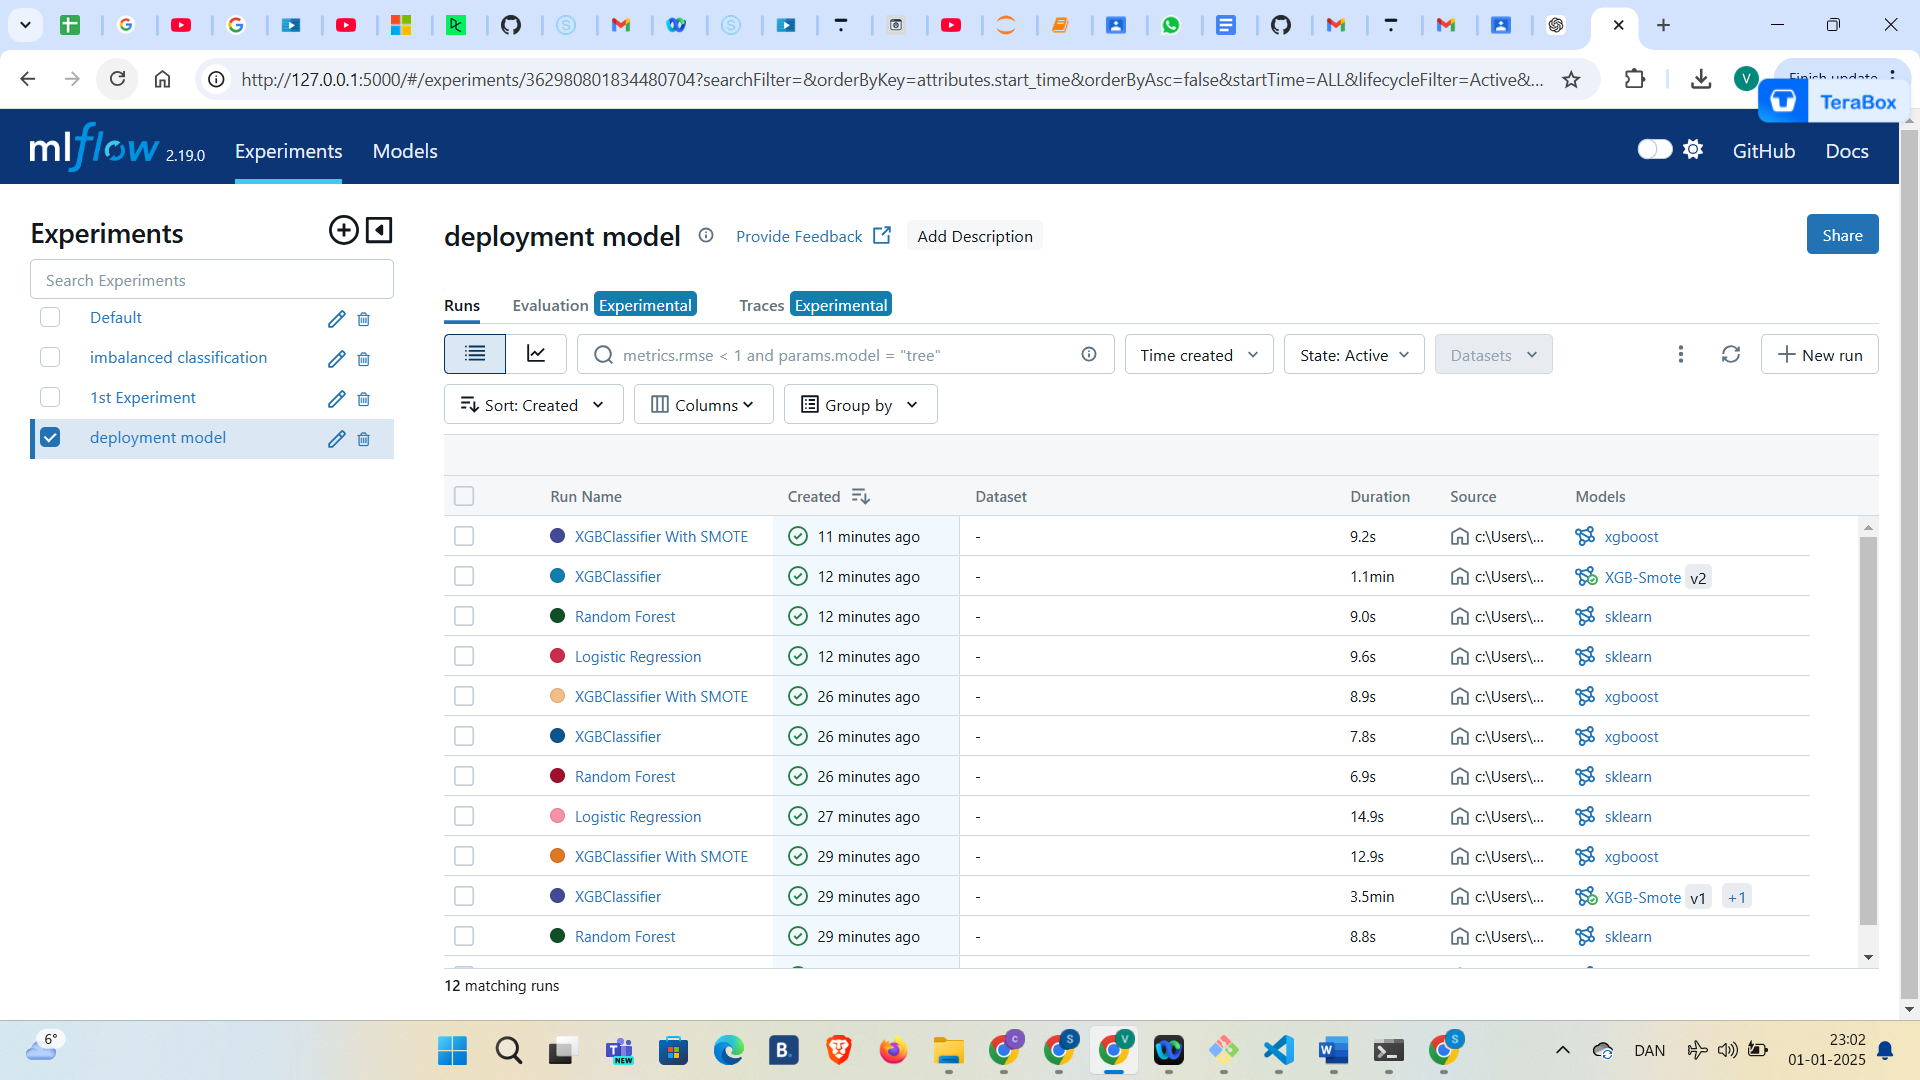 http://127.0.0.1:5000/#/experiments/362980801834480704?searchFilter=&orderByKey=attributes.start_time&orderByAsc=false&startTime=ALL&lifecycleFilter=Active&...
V
Finish update
TeraBox
mlflow 2.19.0
Experiments
Models
GitHub
Docs
Experiments
Search Experiments
Default
imbalanced classification
1st Experiment
deployment model
deployment model
Provide Feedback
Add Description
Share
Runs
Evaluation Experimental
Traces Experimental
metrics.rmse < 1 and params.model = "tree"
Time created
State: Active
Datasets
New run
Sort: Created
Columns
Group by
Run Name Created Dataset Duration Source Models
XGBClassifier With SMOTE 11 minutes ago - 9.2s c:\Users\... xgboost
XGBClassifier 12 minutes ago - 1.1min c:\Users\... XGB-Smote v2
Random Forest 12 minutes ago - 9.0s c:\Users\... sklearn
Logistic Regression 12 minutes ago - 9.6s c:\Users\... sklearn
XGBClassifier With SMOTE 26 minutes ago - 8.9s c:\Users\... xgboost
XGBClassifier 26 minutes ago - 7.8s c:\Users\... xgboost
Random Forest 26 minutes ago - 6.9s c:\Users\... sklearn
Logistic Regression 27 minutes ago - 14.9s c:\Users\... sklearn
XGBClassifier With SMOTE 29 minutes ago - 12.9s c:\Users\... xgboost
XGBClassifier 29 minutes ago - 3.5min c:\Users\... XGB-Smote v1 +1
Random Forest 29 minutes ago - 8.8s c:\Users\... sklearn
12 matching runs
6°
NEW
B.
C
S
V
S
DAN
23:02
01-01-2025